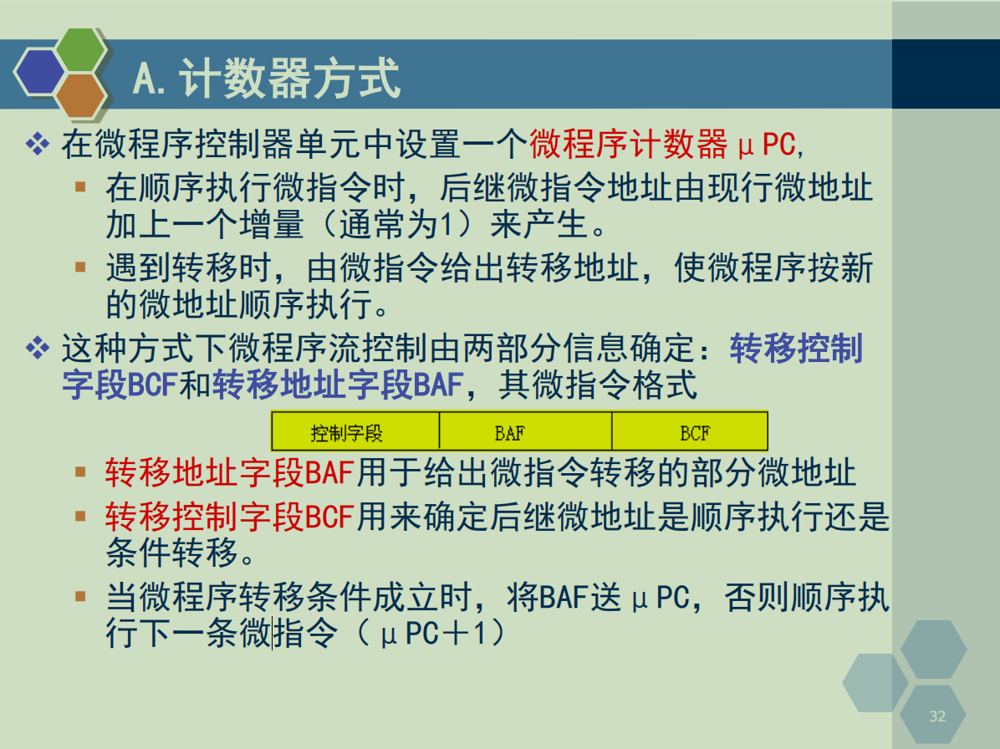 A.计数器方式
在微程序控制器单元中设置一个微程序计数器μPC,
在顺序执行微指令时，后继微指令地址由现行微地址
加上一个增量（通常为1）来产生。
遇到转移时，由微指令给出转移地址，使微程序按新
的微地址顺序执行。
这种方式下微程序流控制由两部分信息确定：转移控制
字段BCF和转移地址字段BAF，其微指令格式
控制字段 BAF BCF
转移地址字段BAF用于给出微指令转移的部分微地址
转移控制字段BCF用来确定后继微地址是顺序执行还是
条件转移。
当微程序转移条件成立时，将BAF送μPC，否则顺序执
行下一条微指令（μPC＋1）
32